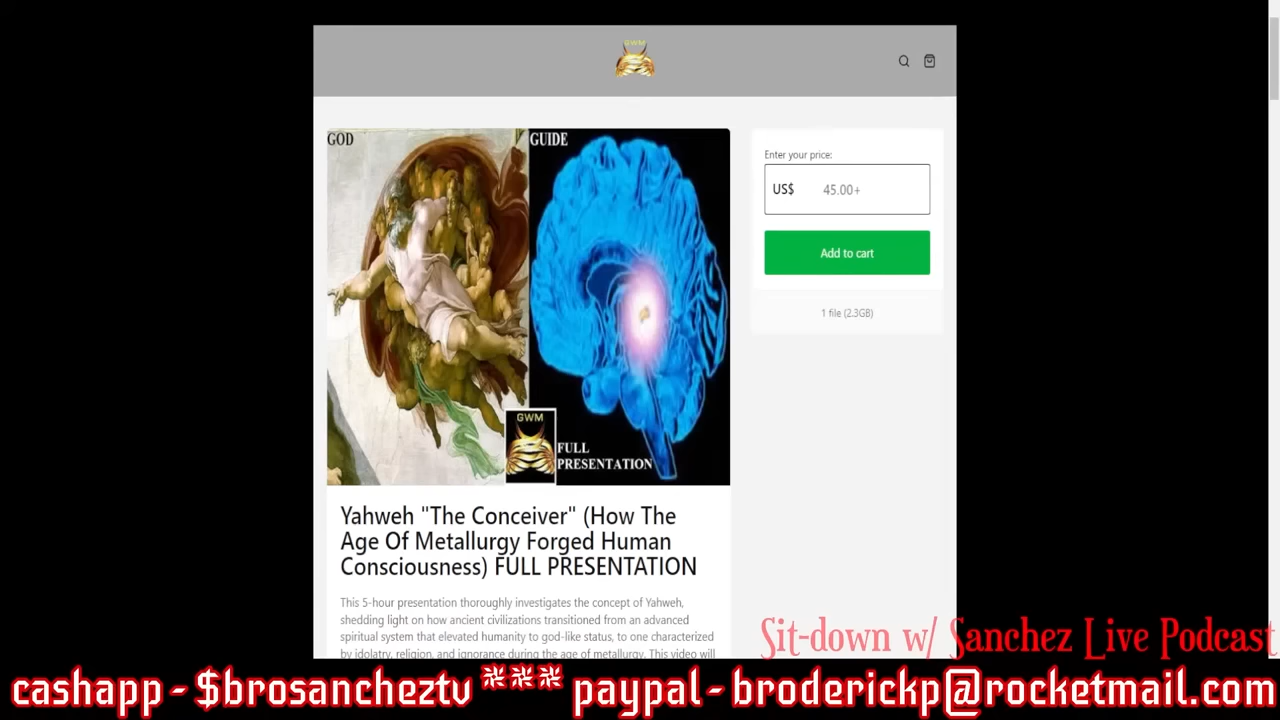 GWM
GOD
GUIDE
GWM
FULL
PRESENTATION
Enter your price:
US$ 45.00+
Add to cart
1 file (2.3GB)
Yahweh "The Conceiver" (How The
Age Of Metallurgy Forged Human
Consciousness) FULL PRESENTATION
This 5-hour presentation thoroughly investigates the concept of Yahweh,
shedding light on how ancient civilizations transitioned from an advanced
spiritual system that elevated humanity to god-like status, to one characterized
by idolatry, religion, and ignorance during the age of metallurgy. This video will
Sit-down w/ Sanchez Live Podcast
cashapp - $brosancheztv *** paypal - broderickp@rocketmail.com